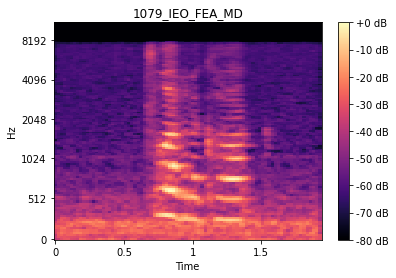 1079_IEO_FEA_MD
8192
4096
2048
1024
512
0
Hz
0
0.5
1
1.5
Time
+0 dB
-10 dB
-20 dB
-30 dB
-40 dB
-50 dB
-60 dB
-70 dB
-80 dB